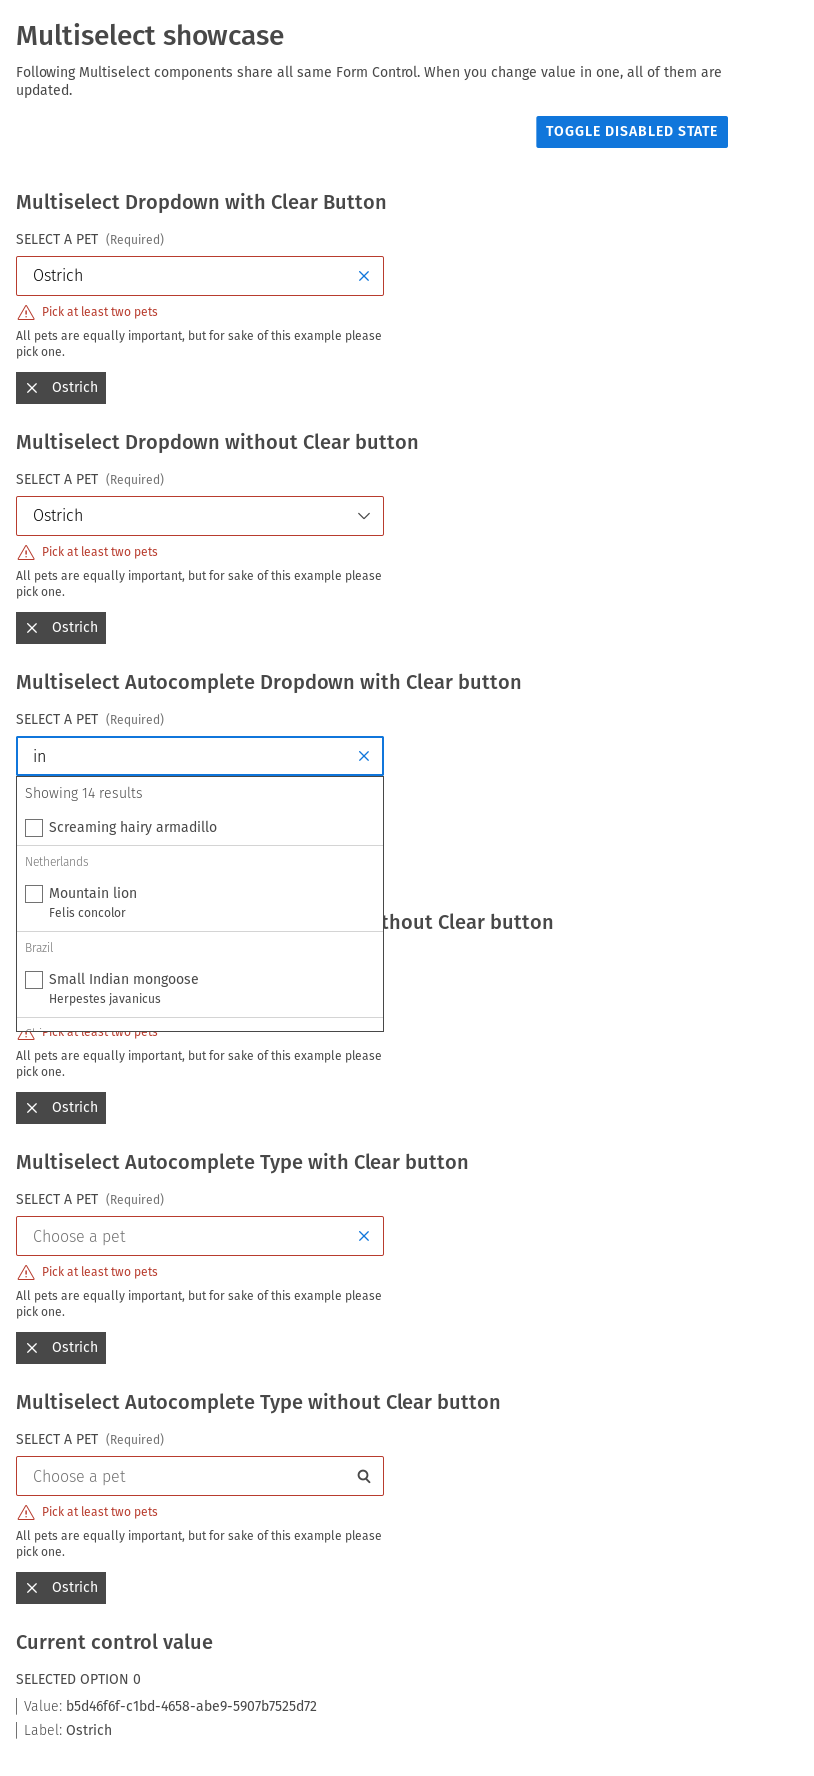 Multiselect showcase
Following Multiselect components share all same Form Control. When you change value in one, all of them are
updated.
TOGGLE DISABLED STATE
Multiselect Dropdown with Clear Button
SELECT A PET (Required)
Ostrich
Pick at least two pets
All pets are equally important, but for sake of this example please
pick one.
Ostrich
Multiselect Dropdown without Clear button
SELECT A PET (Required)
Ostrich
Pick at least two pets
All pets are equally important, but for sake of this example please
pick one.
Ostrich
Multiselect Autocomplete Dropdown with Clear button
SELECT A PET (Required)
in
Showing 14 results
Screaming hairy armadillo
Netherlands
Mountain lion
Felis concolor
thout Clear button
Brazil
Small Indian mongoose
Herpestes javanicus
Pick at least two pets
All pets are equally important, but for sake of this example please
pick one.
Ostrich
Multiselect Autocomplete Type with Clear button
SELECT A PET (Required)
Choose a pet
Pick at least two pets
All pets are equally important, but for sake of this example please
pick one.
Ostrich
Multiselect Autocomplete Type without Clear button
SELECT A PET (Required)
Choose a pet
Pick at least two pets
All pets are equally important, but for sake of this example please
pick one.
Ostrich
Current control value
SELECTED OPTION 0
Value: b5d46f6f-c1bd-4658-abe9-5907b7525d72
Label: Ostrich